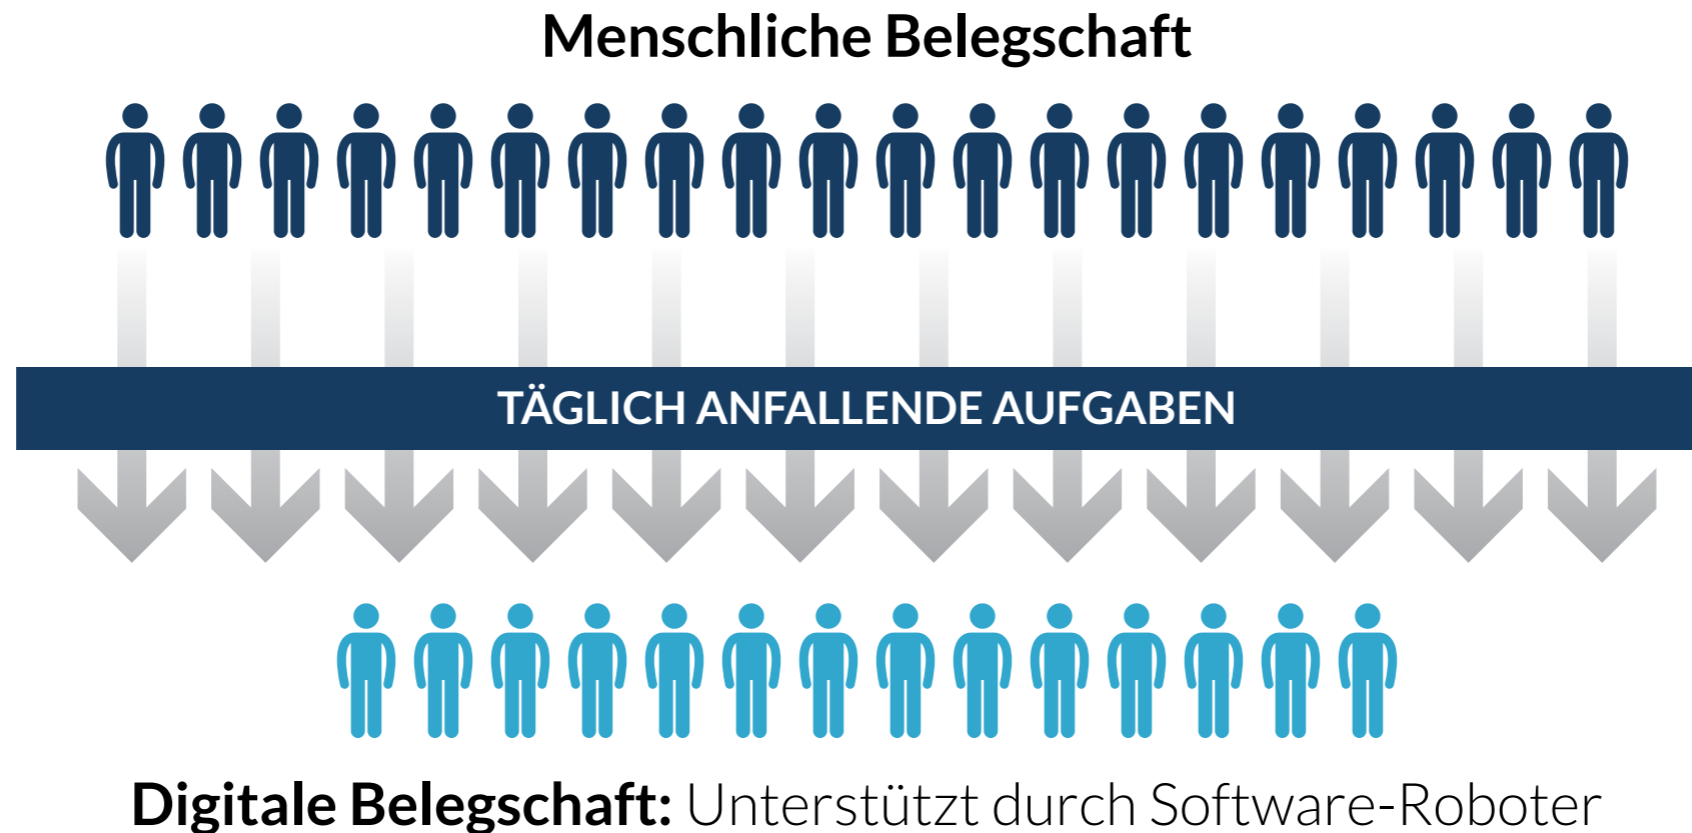 Menschliche Belegschaft
TÄGLICH ANFALLENDE AUFGABEN
Digitale Belegschaft: Unterstützt durch Software-Roboter